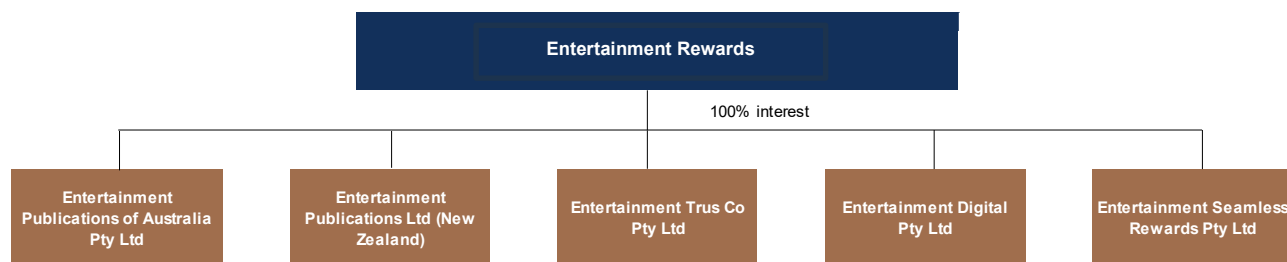 Entertainment Rewards
100% interest
Entertainment
Publications of Australia
Pty Ltd
Entertainment
Publications Ltd (New
Zealand)
Entertainment Trus Co
Pty Ltd
Entertainment Digital
Pty Ltd
Entertainment Seamless
Rewards Pty Ltd